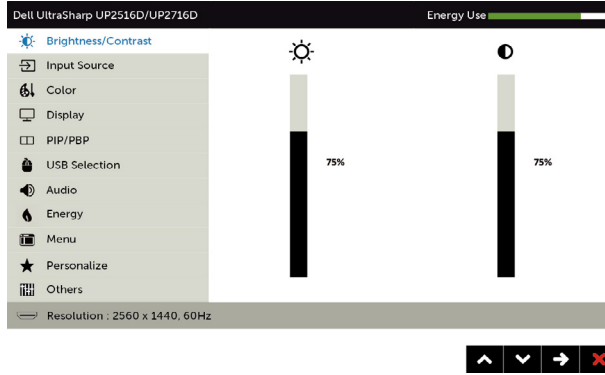 Dell UltraSharp UP2516D/UP2716D
Energy Use
Brightness/Contrast
Input Source
Color
Display
PIP/PBP
USB Selection
Audio
Energy
Menu
Personalize
Others
75%
75%
Resolution : 2560 x 1440, 60Hz